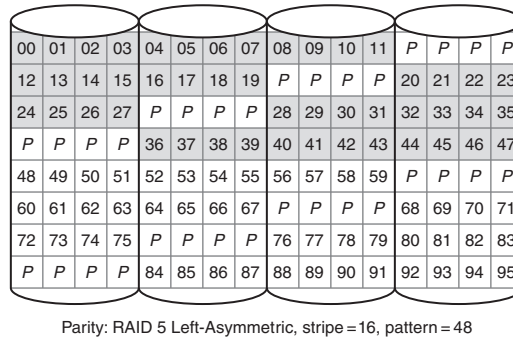 00 01 02 03 04 05 06 07 08 09 10 11 P P P P
12 13 14 15 16 17 18 19 P P P P 20 21 22 23
24 25 26 27 P P P P 28 29 30 31 32 33 34 35
P P P P 36 37 38 39 40 41 42 43 44 45 46 47
48 49 50 51 52 53 54 55 56 57 58 59 P P P P
60 61 62 63 64 65 66 67 P P P P 68 69 70 71
72 73 74 75 P P P P 76 77 78 79 80 81 82 83
P P P P 84 85 86 87 88 89 90 91 92 93 94 95
Parity: RAID 5 Left-Asymmetric, stripe=16, pattern=48